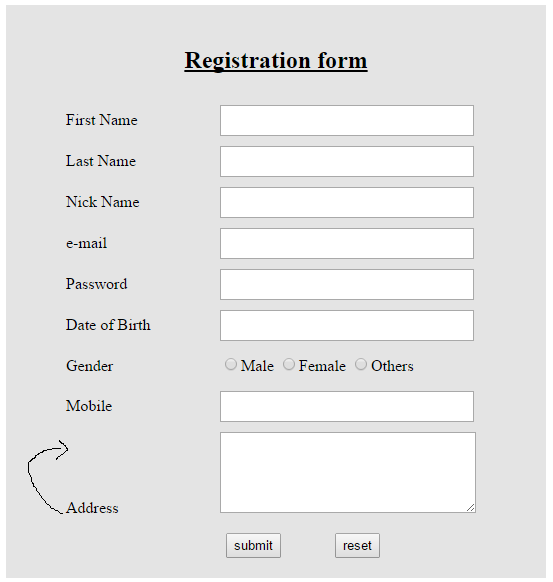 Registration form
First Name
Last Name
Nick Name
e-mail
Password
Date of Birth
Gender Male Female Others
Mobile
Address
submit reset